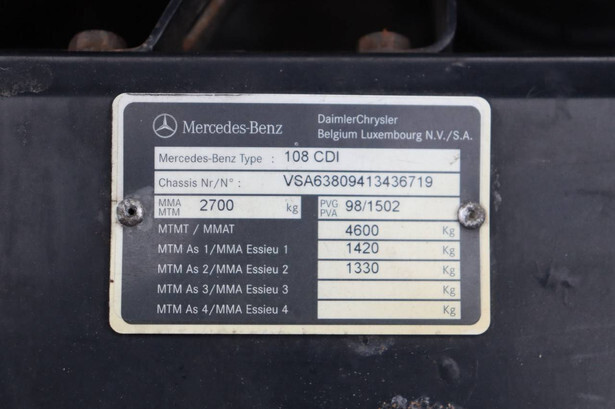 Mercedes-Benz
DaimlerChrysler
Belgium Luxembourg N.V./S.A.
Mercedes-Benz Type : 108 CDI
Chassis Nr/N° : VSA63809413436719
MMA MTM 2700 kg PVG PVA 98/1502
MTMT / MMAT 4600 Kg
MTM As 1/MMA Essieu 1 1420 Kg
MTM As 2/MMA Essieu 2 1330 Kg
MTM As 3/MMA Essieu 3 Kg
MTM As 4/MMA Essieu 4 Kg